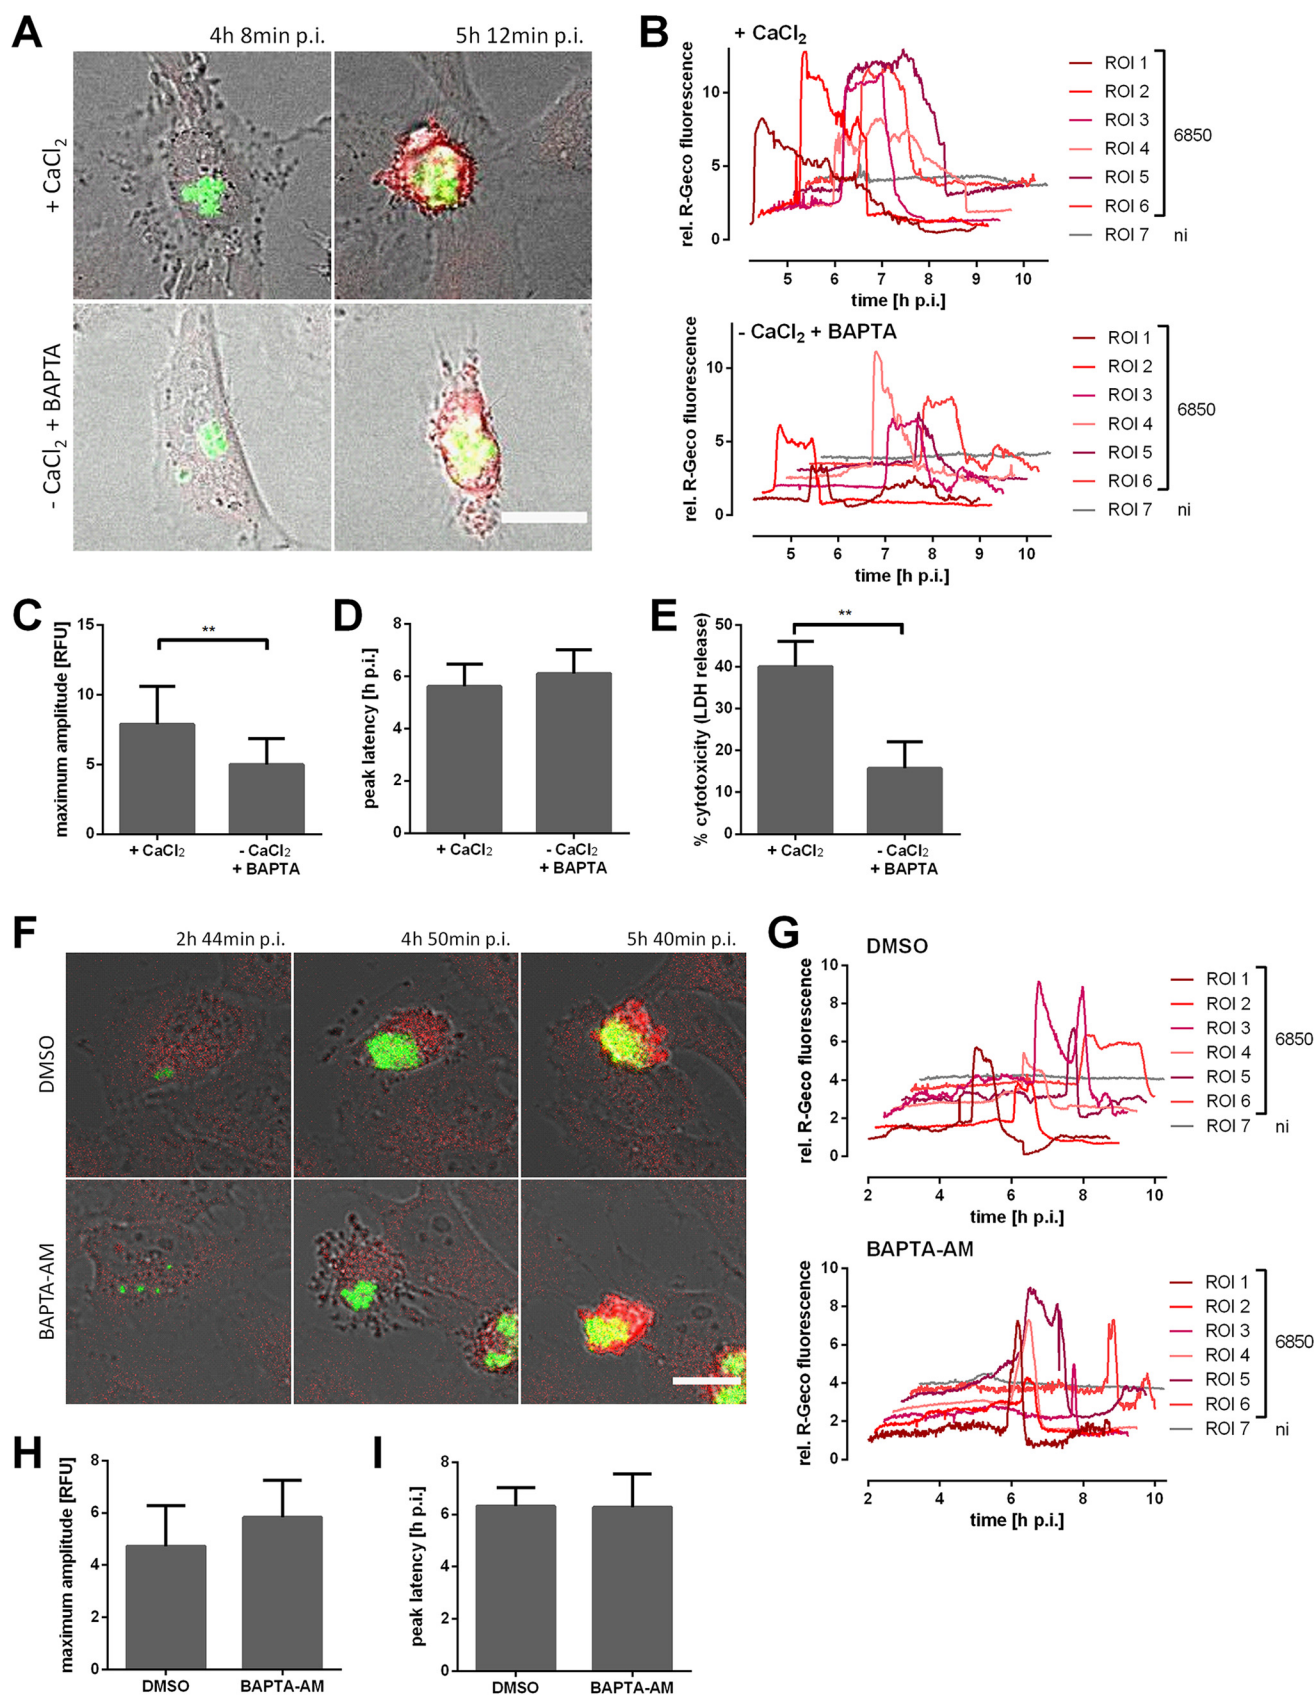 A
4h 8min p.i.
5h 12min p.i.
+ CaCl2
- CaCl2 + BAPTA
B
+ CaCl2
rel. R-Geco fluorescence
10
5
0
5 6 7 8 9 10
time [h p.i.]
ROI 1
ROI 2
ROI 3
ROI 4
ROI 5
ROI 6
ROI 7
6850
ni
- CaCl2 + BAPTA
rel. R-Geco fluorescence
10
5
0
5 6 7 8 9 10
time [h p.i.]
ROI 1
ROI 2
ROI 3
ROI 4
ROI 5
ROI 6
ROI 7
6850
ni
C
maximum amplitude [RFU]
15
10
5
0
**
+ CaCl2
- CaCl2
+ BAPTA
D
peak latency [h p.i.]
8
6
4
2
0
+ CaCl2
- CaCl2
+ BAPTA
E
% cytotoxicity (LDH release)
50
40
30
20
10
0
**
+ CaCl2
- CaCl2
+ BAPTA
F
2h 44min p.i.
4h 50min p.i.
5h 40min p.i.
DMSO
BAPTA-AM
G
DMSO
rel. R-Geco fluorescence
10
8
6
4
2
0
2 4 6 8 10
time [h p.i.]
ROI 1
ROI 2
ROI 3
ROI 4
ROI 5
ROI 6
ROI 7
6850
ni
BAPTA-AM
rel. R-Geco fluorescence
10
8
6
4
2
0
2 4 6 8 10
time [h p.i.]
ROI 1
ROI 2
ROI 3
ROI 4
ROI 5
ROI 6
ROI 7
6850
ni
H
maximum amplitude [RFU]
8
6
4
2
0
DMSO
BAPTA-AM
I
peak latency [h p.i.]
8
6
4
2
0
DMSO
BAPTA-AM